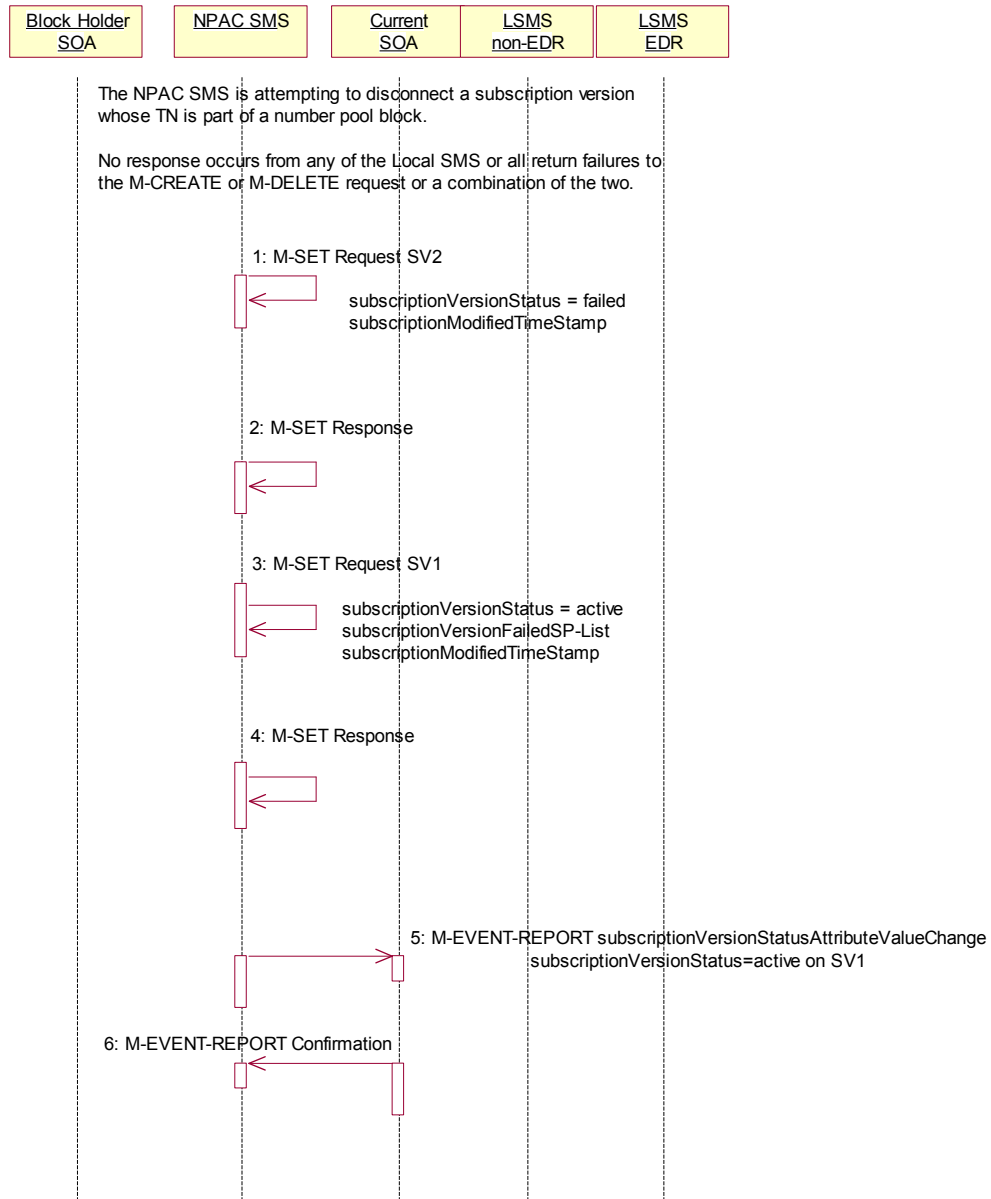 Block Holder
SOA
NPAC SMS
Current
SOA
LSMS
non-EDR
LSMS
EDR
The NPAC SMS is attempting to disconnect a subscription version
whose TN is part of a number pool block.
No response occurs from any of the Local SMS or all return failures to
the M-CREATE or M-DELETE request or a combination of the two.
1: M-SET Request SV2
subscriptionVersionStatus = failed
subscriptionModifiedTimeStamp
2: M-SET Response
3: M-SET Request SV1
subscriptionVersionStatus = active
subscriptionVersionFailedSP-List
subscriptionModifiedTimeStamp
4: M-SET Response
5: M-EVENT-REPORT subscriptionVersionStatusAttributeValueChange
subscriptionVersionStatus=active on SV1
6: M-EVENT-REPORT Confirmation